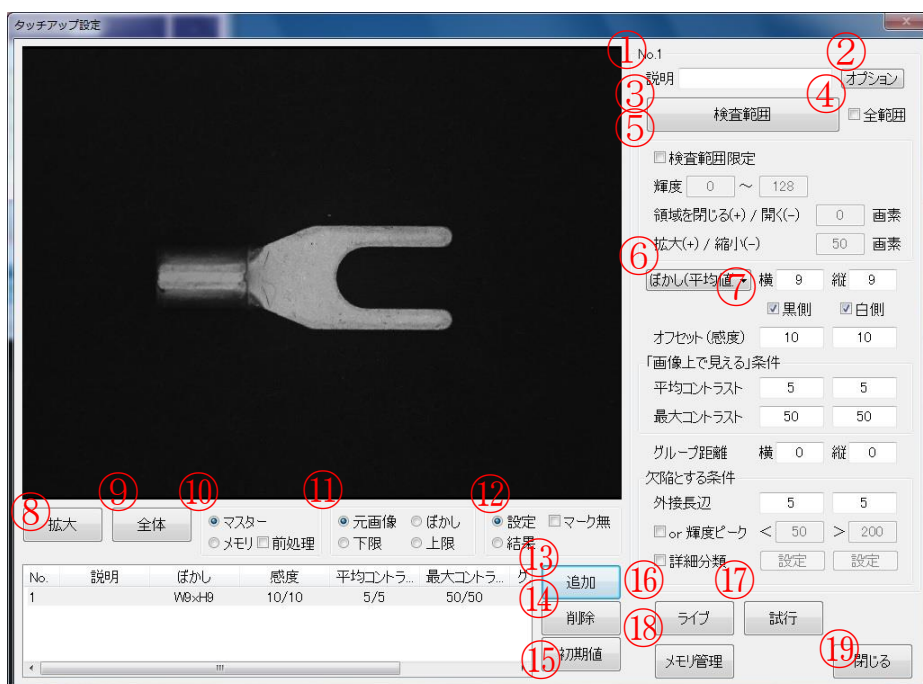 タッチアップ設定
① No.1 ②
説明 オプション
③ ④
⑤ 検査範囲 全範囲
検査範囲限定
輝度 0 ～ 128
領域を閉じる(+) / 開く(-) 0 画素
拡大(+) / 縮小(-) 50 画素
⑥ ⑦
ぼかし(平均値 横 9 縦 9
黒側 白側
オフセット(感度) 10 10
「画像上で見える」条件
平均コントラスト 5 5
最大コントラスト 50 50
グループ距離 横 0 縦 0
欠陥とする条件
外接長辺 5 5
or 輝度ピーク < 50 > 200
詳細分類 設定 設定
⑧ 拡大 ⑨ 全体 ⑩ ⑪ ⑫
マスター 元画像 ぼかし 設定 マーク無
メモリ 前処理 下限 上限 結果
No. 説明 ぼかし 感度 平均コントラ... 最大コントラ... グ
1 W9×H9 10/10 5/5 50/50
⑬ 追加
⑭ 削除
⑮ 初期値
⑯ ライブ ⑰ 試行
⑱ メモリ管理 ⑲ 閉じる